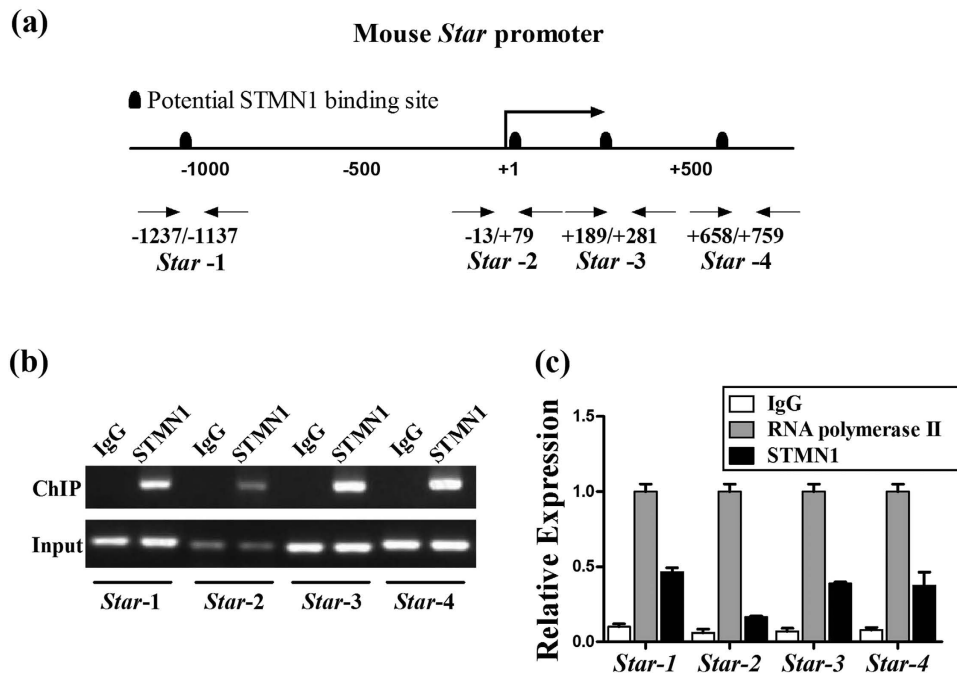 (a)
Mouse Star promoter
Potential STMN1 binding site
-1000 -500 +1 +500
-1237/-1137 -13/+79 +189/+281 +658/+759
Star -1 Star -2 Star -3 Star -4
(b)
IgG STMN1 IgG STMN1 IgG STMN1 IgG STMN1
ChIP
Input
Star-1 Star-2 Star-3 Star-4
(c)
IgG
RNA polymerase II
STMN1
Relative Expression
1.5
1.0
0.5
0.0
Star-1 Star-2 Star-3 Star-4